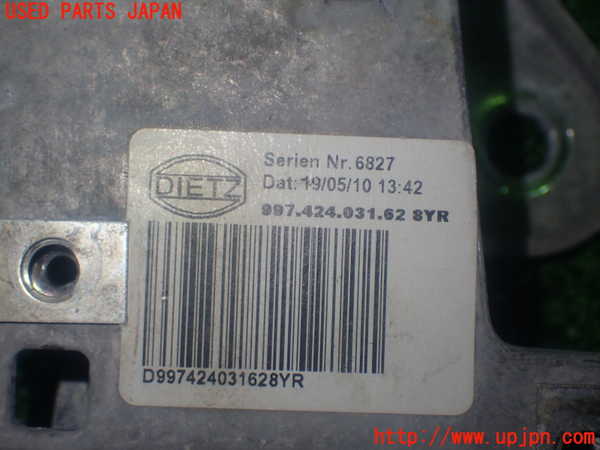 USED PARTS JAPAN
DIETZ
Serien Nr. 6827
Dat: 19/05/10 13:42
997.424.031.62 8YR
D997424031628YR
http://www.upjpn.com/